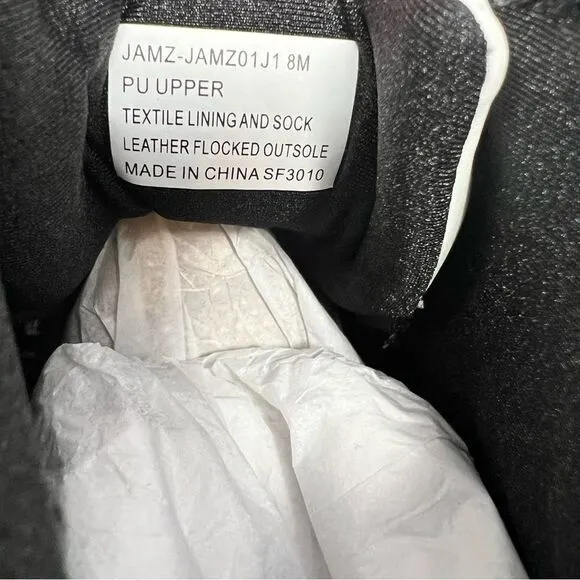 JAMZ-JAMZ01J1 8M
PU UPPER
TEXTILE LINING AND SOCK
LEATHER FLOCKED OUTSOLE
MADE IN CHINA SF3010